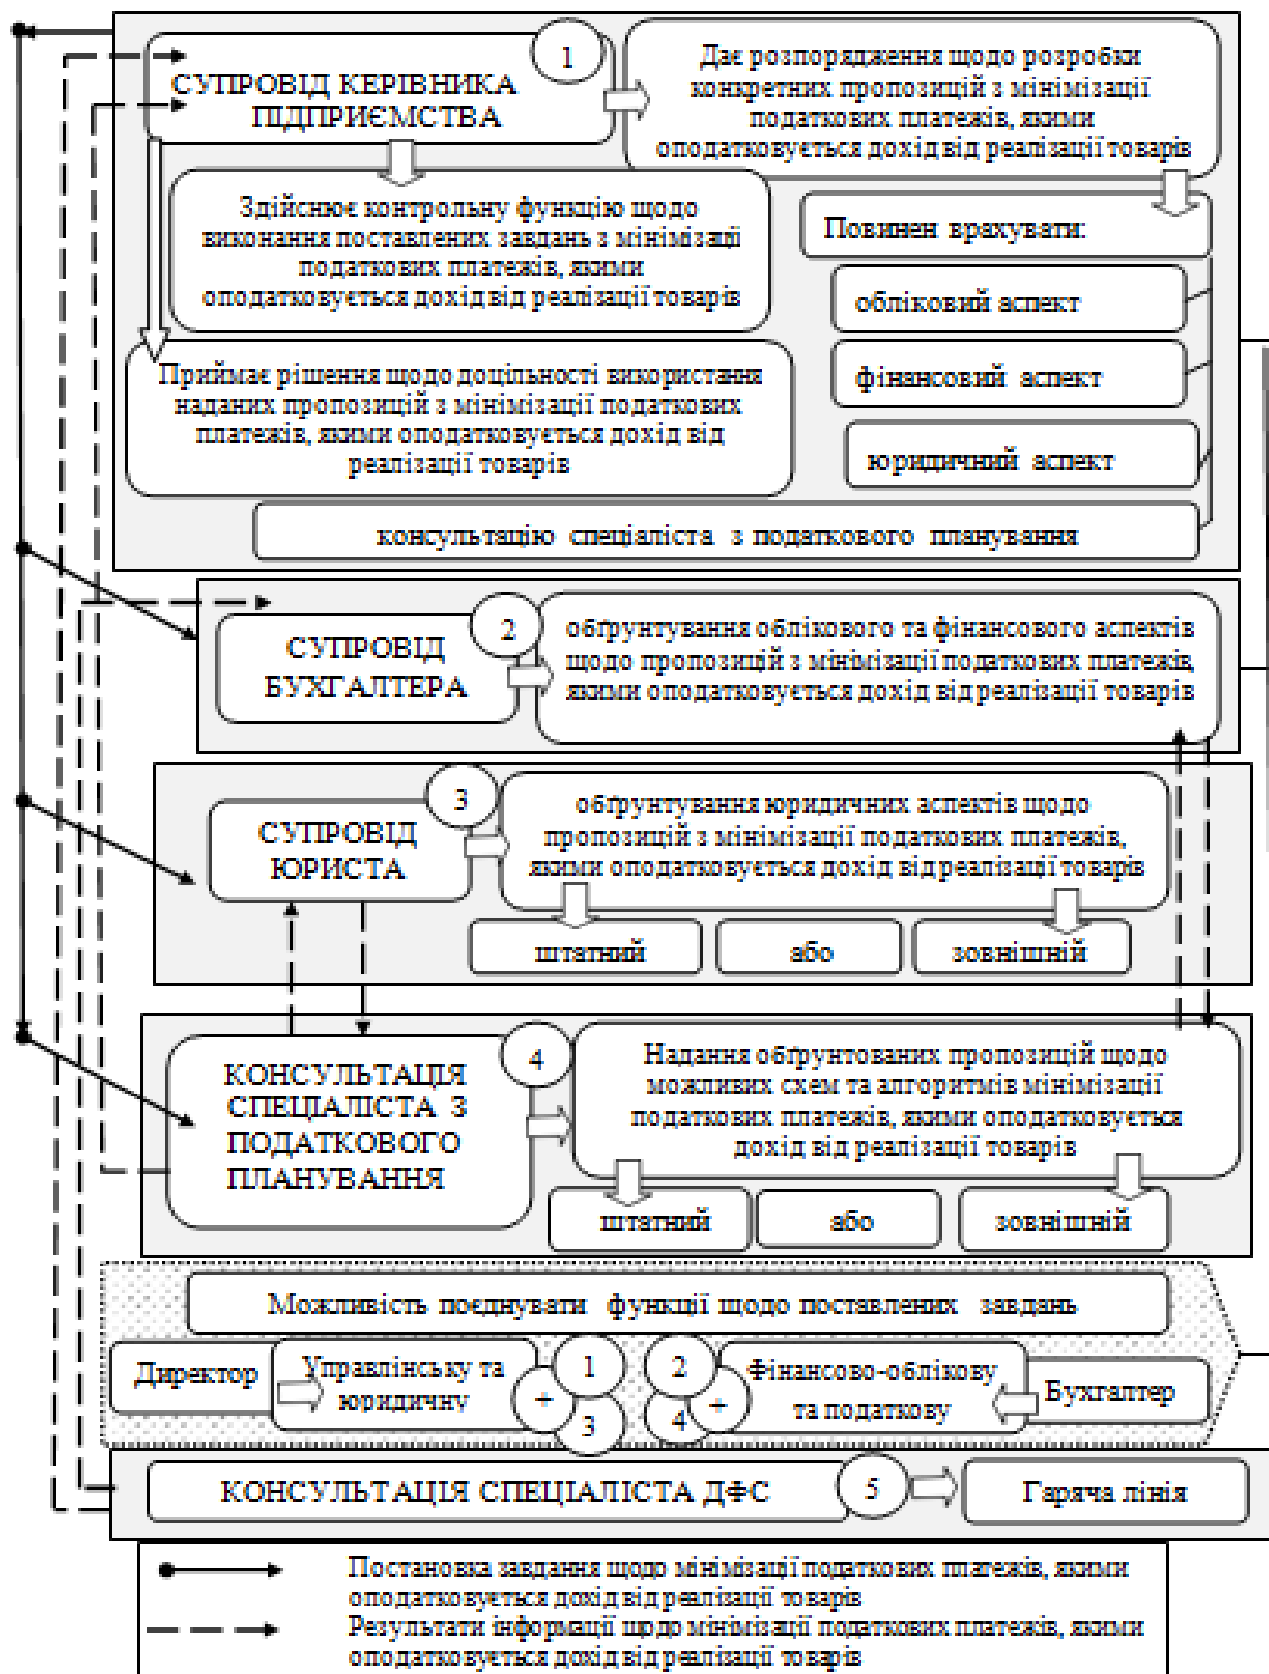 СУПРОВІД КЕРІВНИКА
ПІДПРИЄМСТВА
1
Дає розпорядження щодо розробки
конкретних пропозицій з мінімізації
податкових платежів, якими
оподатковується дохід від реалізації товарів
Здійснює контрольну функцію щодо
виконання поставлених завдань з мінімізації
податкових платежів, якими
оподатковується дохід від реалізації товарів
Повинен врахувати:
обліковий аспект
фінансовий аспект
юридичний аспект
Приймає рішення щодо доцільності використання
наданих пропозицій з мінімізації податкових
платежів, якими оподатковується дохід від
реалізації товарів
консультацію спеціаліста з податкового планування
СУПРОВІД
БУХГАЛТЕРА
2
обґрунтування облікового та фінансового аспектів
щодо пропозицій з мінімізації податкових платежів,
якими оподатковується дохід від реалізації товарів
СУПРОВІД
ЮРИСТА
3
обґрунтування юридичних аспектів щодо
пропозицій з мінімізації податкових платежів,
якими оподатковується дохід від реалізації товарів
штатний
або
зовнішній
КОНСУЛЬТАЦІЯ
СПЕЦІАЛІСТА З
ПОДАТКОВОГО
ПЛАНУВАННЯ
4
Надання обґрунтованих пропозицій щодо
можливих схем та алгоритмів мінімізації
податкових платежів, якими оподатковується
дохід від реалізації товарів
штатний
або
зовнішній
Можливість поєднувати функції щодо поставлених завдань
Директор
Управлінську та
юридичну
+
1
3
2
4
+
Фінансово-облікову
та податкову
Бухгалтер
КОНСУЛЬТАЦІЯ СПЕЦІАЛІСТА ДФС
5
Гаряча лінія
Постановка завдання щодо мінімізації податкових платежів, якими
оподатковується дохід від реалізації товарів
Результати інформації щодо мінімізації податкових платежів, якими
оподатковується дохід від реалізації товарів